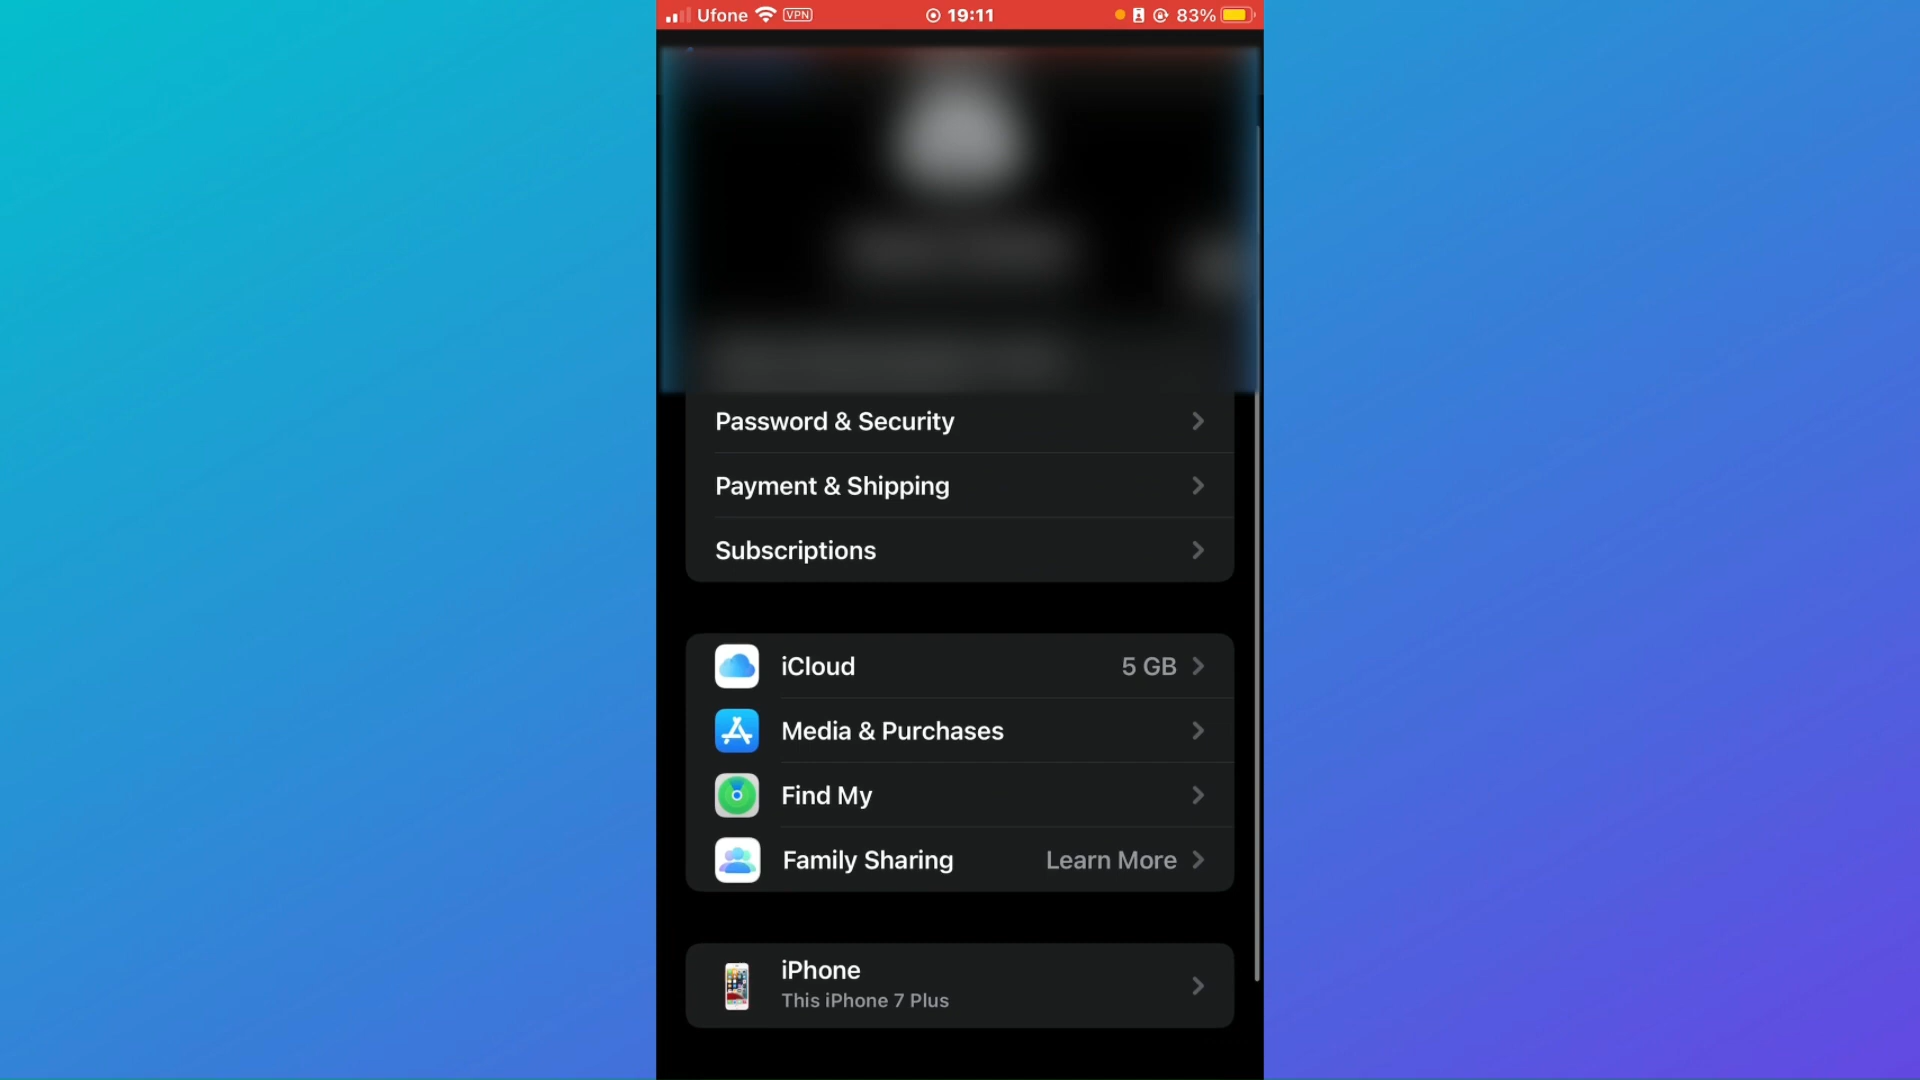 Ufone VPN 19:11 83%
Password & Security
Payment & Shipping
Subscriptions
iCloud 5 GB
Media & Purchases
Find My
Family Sharing Learn More
iPhone
This iPhone 7 Plus